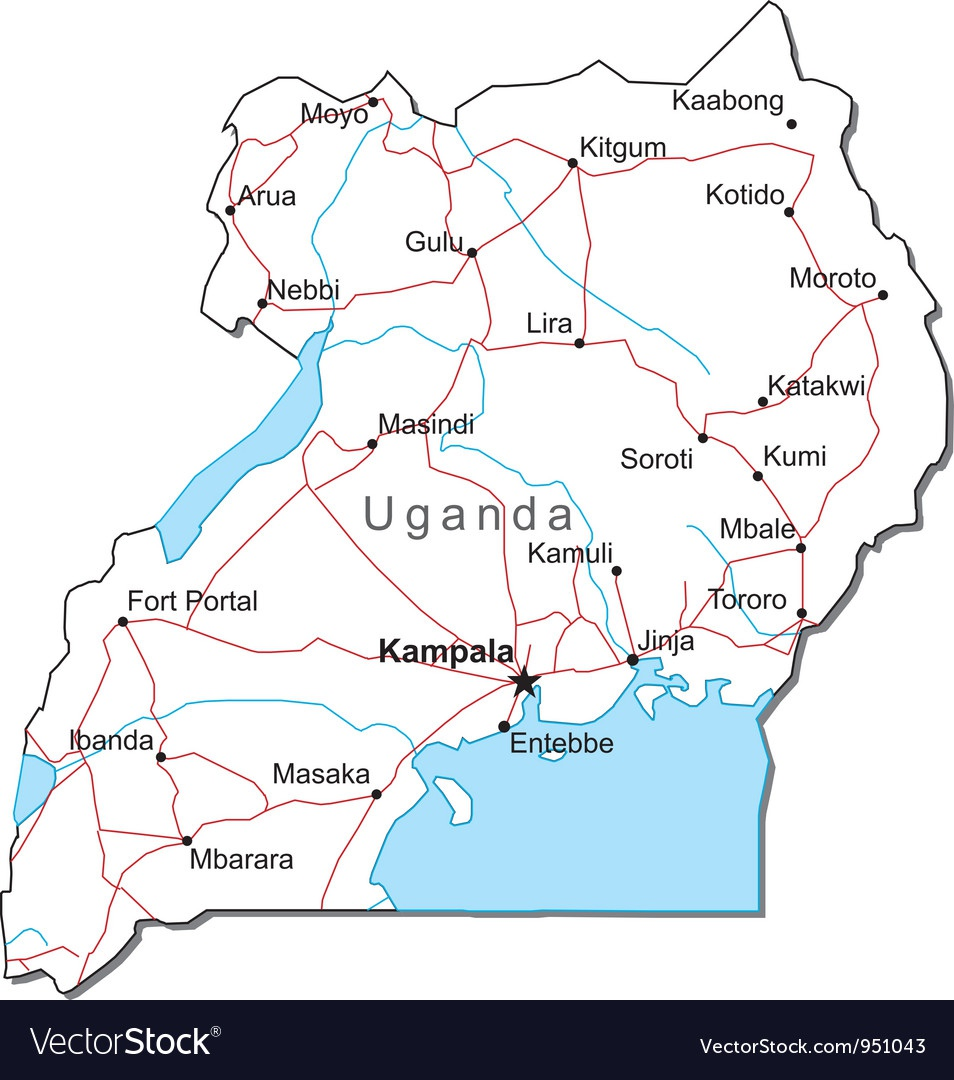 Kaabong
Moyo
Kitgum
Arua
Kotido
Gulu
Moroto
Nebbi
Lira
Katakwi
Masindi
Soroti
Kumi
Uganda
Mbale
Kamuli
Fort Portal
Tororo
Kampala
Jinja
Ibanda
Entebbe
Masaka
Mbarara
VectorStock®
VectorStock.com/951043